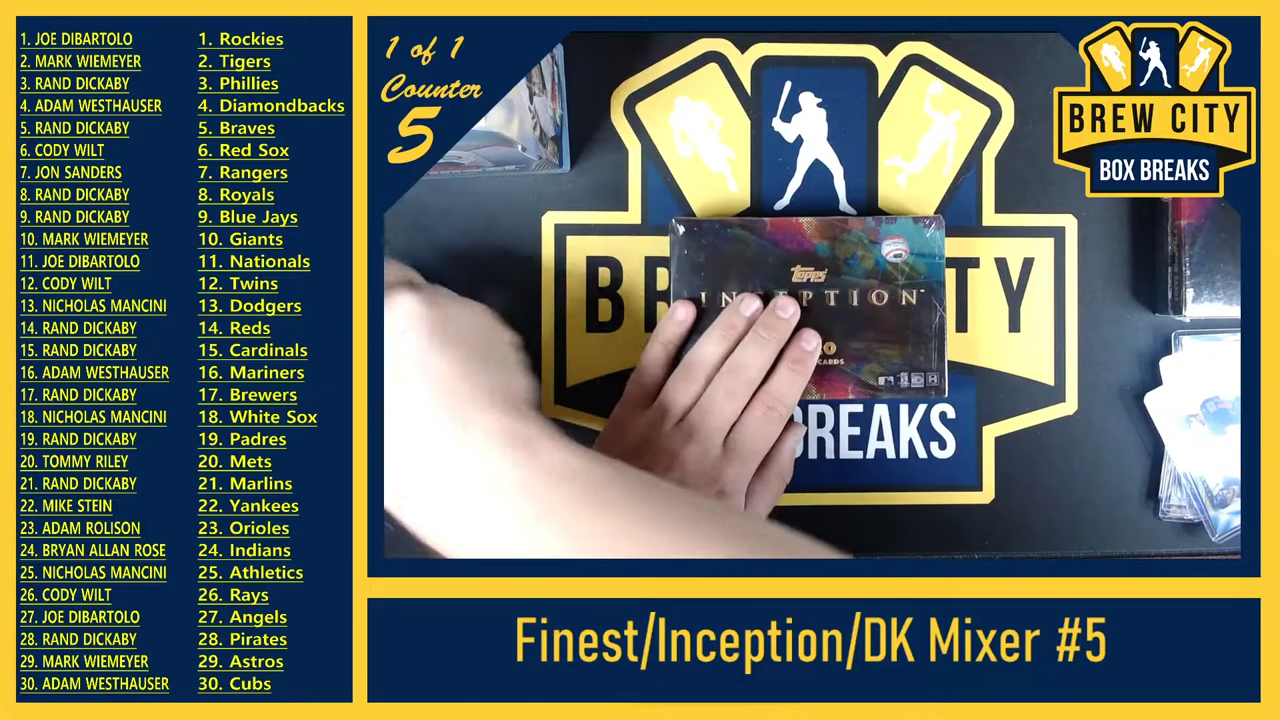 1. JOE DIBARTOLO 1. Rockies
2. MARK WIEMEYER 2. Tigers
3. RAND DICKABY 3. Phillies
4. ADAM WESTHAUSER 4. Diamondbacks
5. RAND DICKABY 5. Braves
6. CODY WILT 6. Red Sox
7. JON SANDERS 7. Rangers
8. RAND DICKABY 8. Royals
9. RAND DICKABY 9. Blue Jays
10. MARK WIEMEYER 10. Giants
11. JOE DIBARTOLO 11. Nationals
12. CODY WILT 12. Twins
13. NICHOLAS MANCINI 13. Dodgers
14. RAND DICKABY 14. Reds
15. RAND DICKABY 15. Cardinals
16. ADAM WESTHAUSER 16. Mariners
17. RAND DICKABY 17. Brewers
18. NICHOLAS MANCINI 18. White Sox
19. RAND DICKABY 19. Padres
20. TOMMY RILEY 20. Mets
21. RAND DICKABY 21. Marlins
22. MIKE STEIN 22. Yankees
23. ADAM ROLISON 23. Orioles
24. BRYAN ALLAN ROSE 24. Indians
25. NICHOLAS MANCINI 25. Athletics
26. CODY WILT 26. Rays
27. JOE DIBARTOLO 27. Angels
28. RAND DICKABY 28. Pirates
29. MARK WIEMEYER 29. Astros
30. ADAM WESTHAUSER 30. Cubs
1 of 1
Counter
5
BREW CITY
BOX BREAKS
Topps
INCEPTION
CARDS
BR TY
BREAKS
Finest/Inception/DK Mixer #5